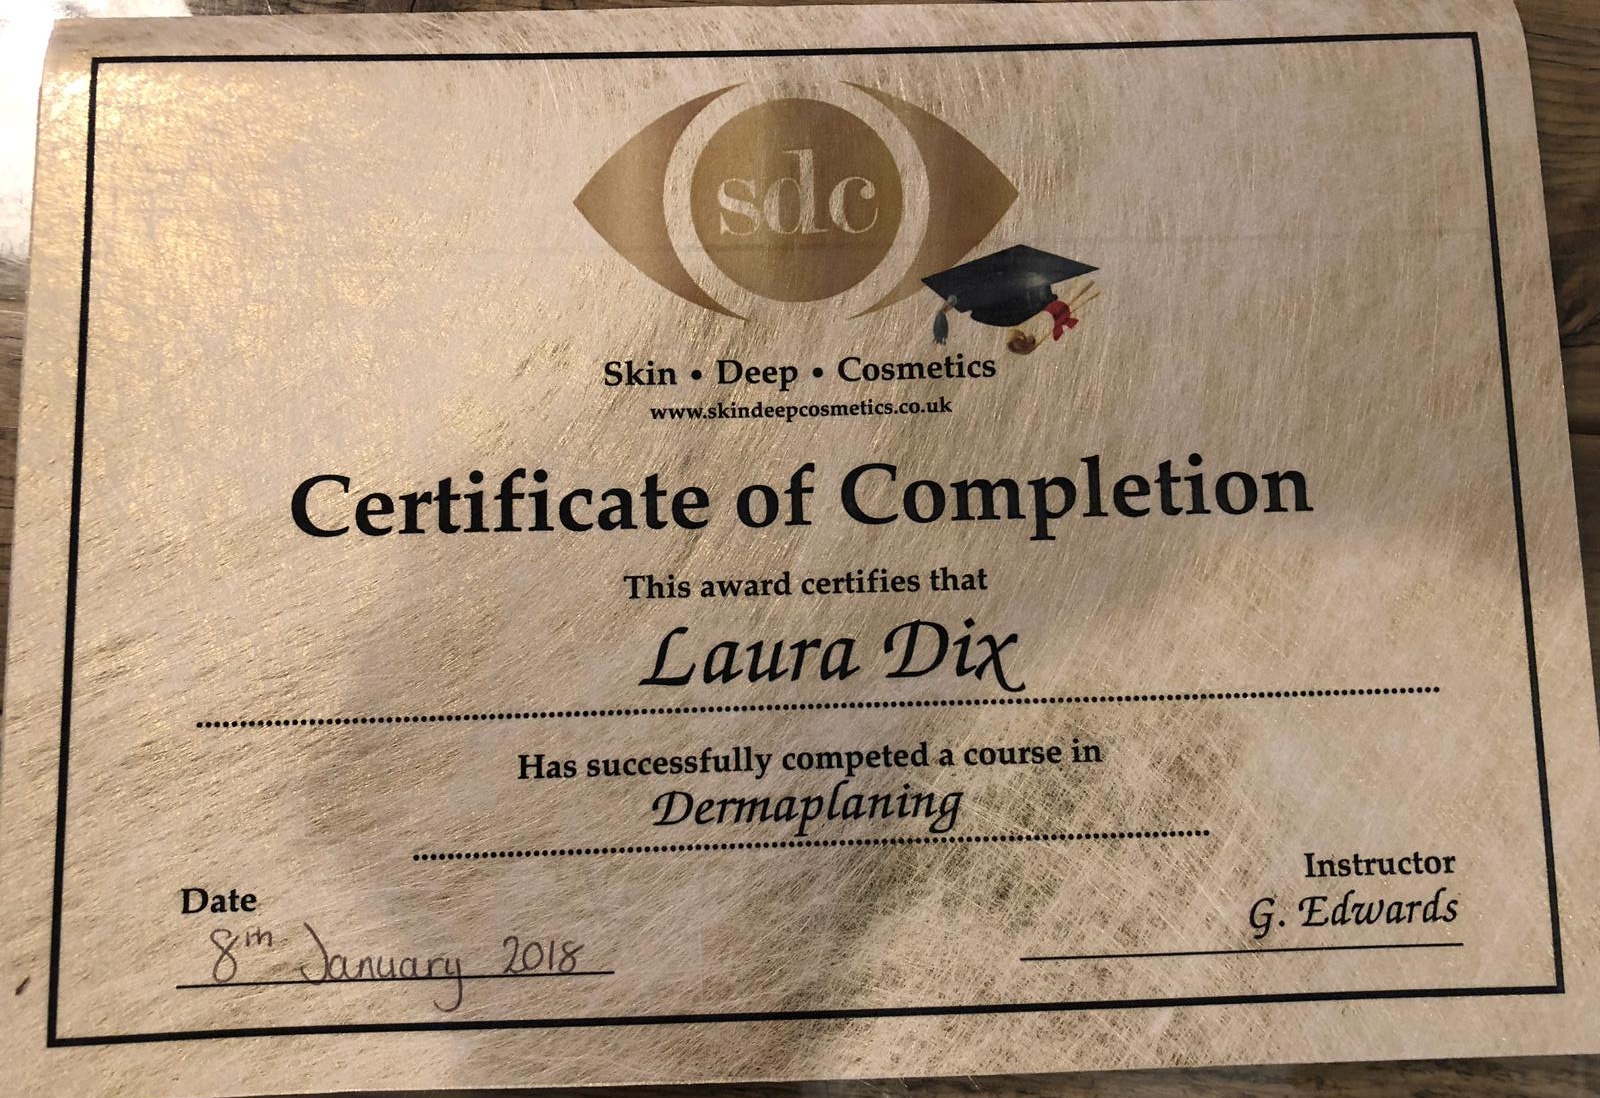 sdc
Skin • Deep • Cosmetics
www.skindeepcosmetics.co.uk
Certificate of Completion
This award certifies that
Laura Dix
Has successfully competed a course in
Dermaplaning
Date
8th January 2018
Instructor
G. Edwards